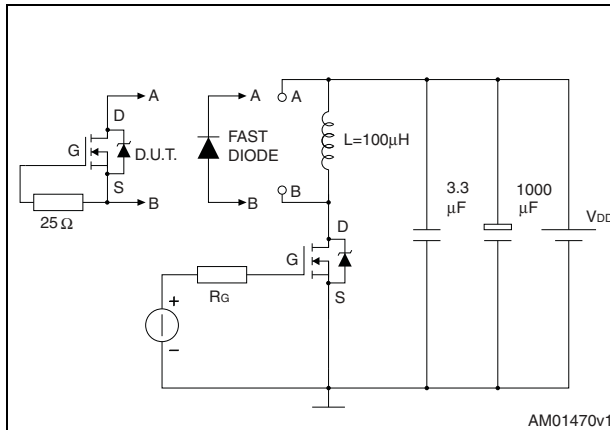 A
D
G
D.U.T.
S
B
25 Ω
A
FAST
DIODE
B
A
L=100µH
B
D
G
S
RG
+
–
3.3
µF
1000
µF
VDD
AM01470v1